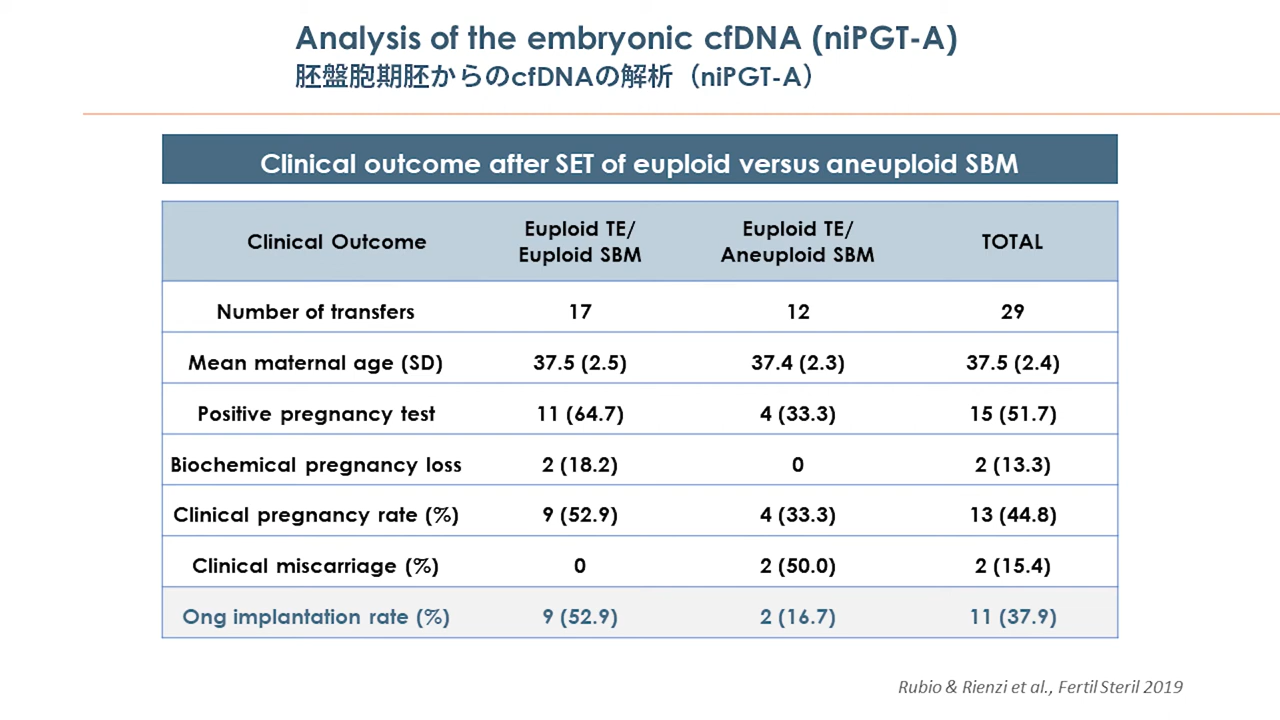 Analysis of the embryonic cfDNA (niPGT-A)
胚盤胞期胚からのcfDNAの解析（niPGT-A）
Clinical outcome after SET of euploid versus aneuploid SBM
Clinical Outcome
Euploid TE/
Euploid SBM
Euploid TE/
Aneuploid SBM
TOTAL
Number of transfers 17 12 29
Mean maternal age (SD) 37.5 (2.5) 37.4 (2.3) 37.5 (2.4)
Positive pregnancy test 11 (64.7) 4 (33.3) 15 (51.7)
Biochemical pregnancy loss 2 (18.2) 0 2 (13.3)
Clinical pregnancy rate (%) 9 (52.9) 4 (33.3) 13 (44.8)
Clinical miscarriage (%) 0 2 (50.0) 2 (15.4)
Ong implantation rate (%) 9 (52.9) 2 (16.7) 11 (37.9)
Rubio & Rienzi et al., Fertil Steril 2019